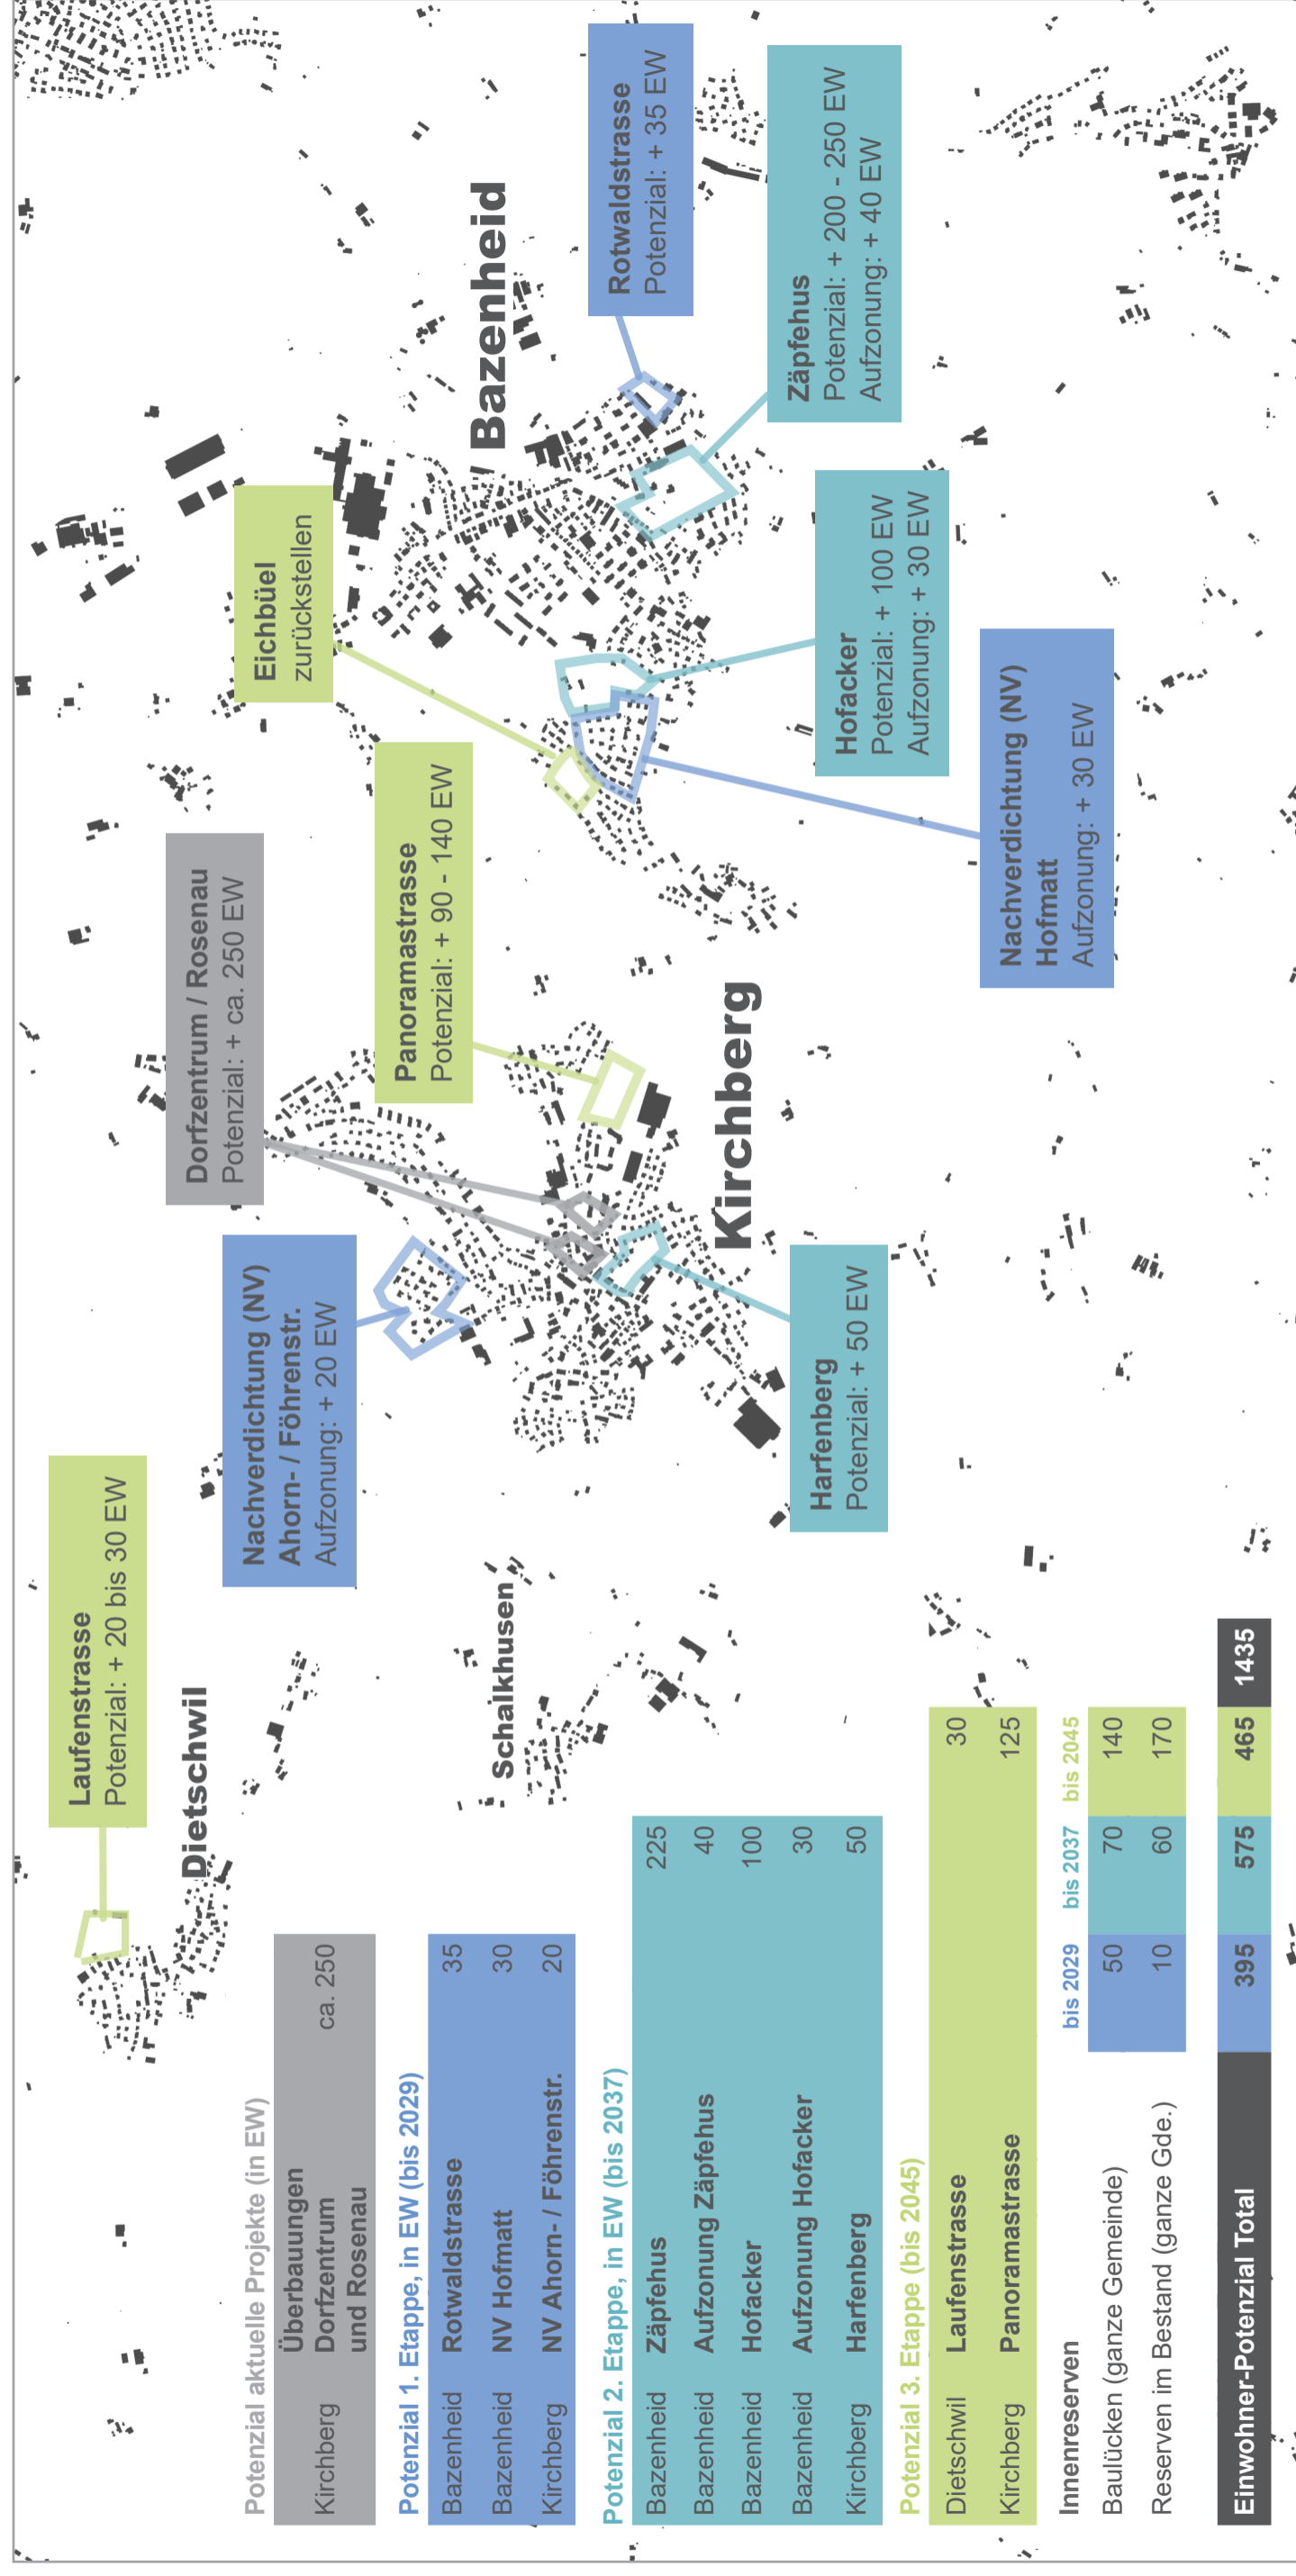 Laufenstrasse
Potenzial: + 20 bis 30 EW
Dietschwil
Nachverdichtung (NV)
Ahorn- / Föhrenstr.
Aufzonung: + 20 EW
Dorfzentrum / Rosenau
Potenzial: + ca. 250 EW
Panoramastrasse
Potenzial: + 90 - 140 EW
Eichbüel
zurückstellen
Bazenheid
Rotwaldstrasse
Potenzial: + 35 EW
Zäpfehus
Potenzial: + 200 - 250 EW
Aufzonung: + 40 EW
Hofacker
Potenzial: + 100 EW
Aufzonung: + 30 EW
Nachverdichtung (NV)
Hofmatt
Aufzonung: + 30 EW
Kirchberg
Harfenberg
Potenzial: + 50 EW
Schalkhusen
Potenzial aktuelle Projekte (in EW)
Überbauungen
Kirchberg Dorfzentrum ca. 250
und Rosenau
Potenzial 1. Etappe, in EW (bis 2029)
Bazenheid Rotwaldstrasse 35
Bazenheid NV Hofmatt 30
Kirchberg NV Ahorn- / Föhrenstr. 20
Potenzial 2. Etappe, in EW (bis 2037)
Bazenheid Zäpfehus 225
Bazenheid Aufzonung Zäpfehus 40
Bazenheid Hofacker 100
Bazenheid Aufzonung Hofacker 30
Kirchberg Harfenberg 50
Potenzial 3. Etappe (bis 2045)
Dietschwil Laufenstrasse 30
Kirchberg Panoramastrasse 125
Innenreserven bis 2029 bis 2037 bis 2045
Baulücken (ganze Gemeinde) 50 70 140
Reserven im Bestand (ganze Gde.) 10 60 170
Einwohner-Potenzial Total 395 575 465 1435